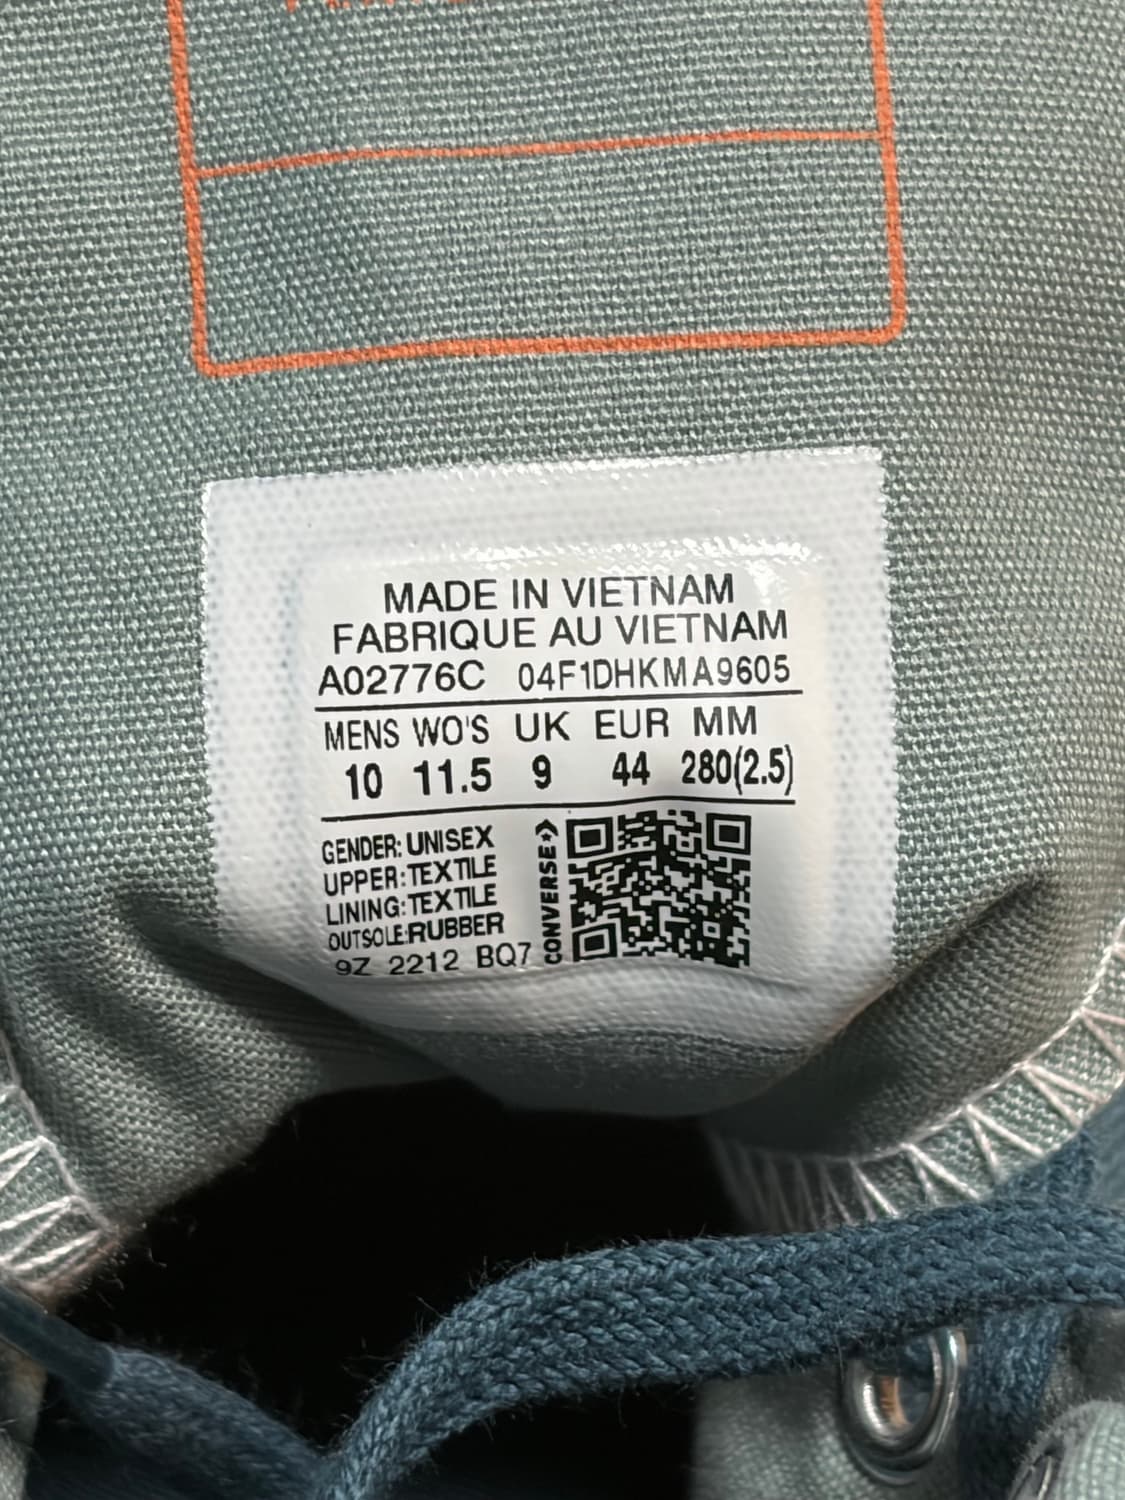 MADE IN VIETNAM
FABRIQUE AU VIETNAM
A02776C 04F1DHKMA9605
MENS WO'S UK EUR MM
10 11.5 9 44 280(2.5)
GENDER: UNISEX
UPPER: TEXTILE
LINING: TEXTILE
OUTSOLE: RUBBER
9Z 2212 BQ7
CONVERSE